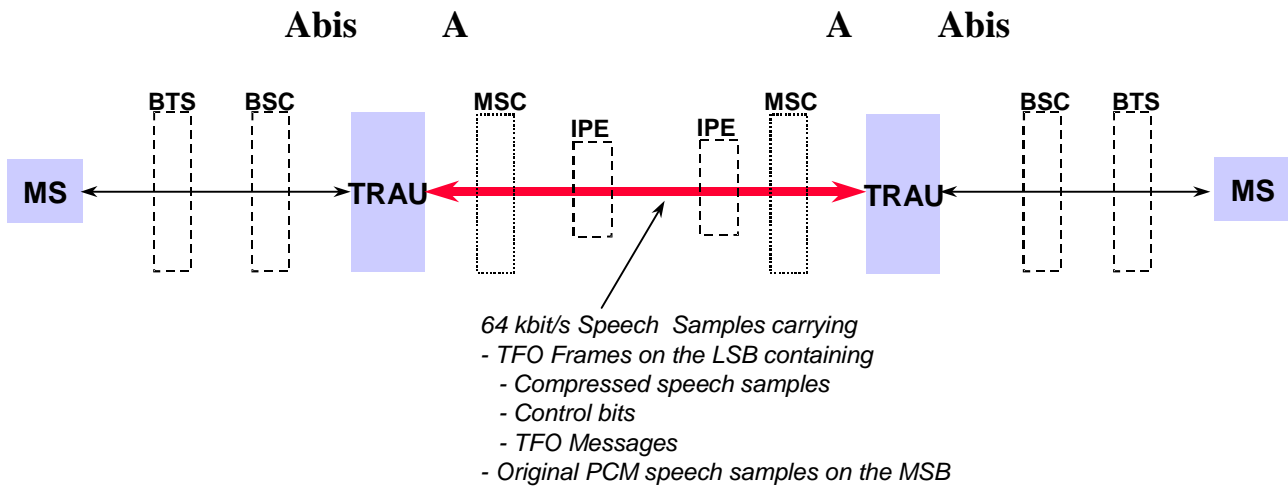 Abis A A Abis
BTS BSC MSC IPE IPE MSC BSC BTS
MS TRAU TRAU MS
64 kbit/s Speech Samples carrying
- TFO Frames on the LSB containing
- Compressed speech samples
- Control bits
- TFO Messages
- Original PCM speech samples on the MSB